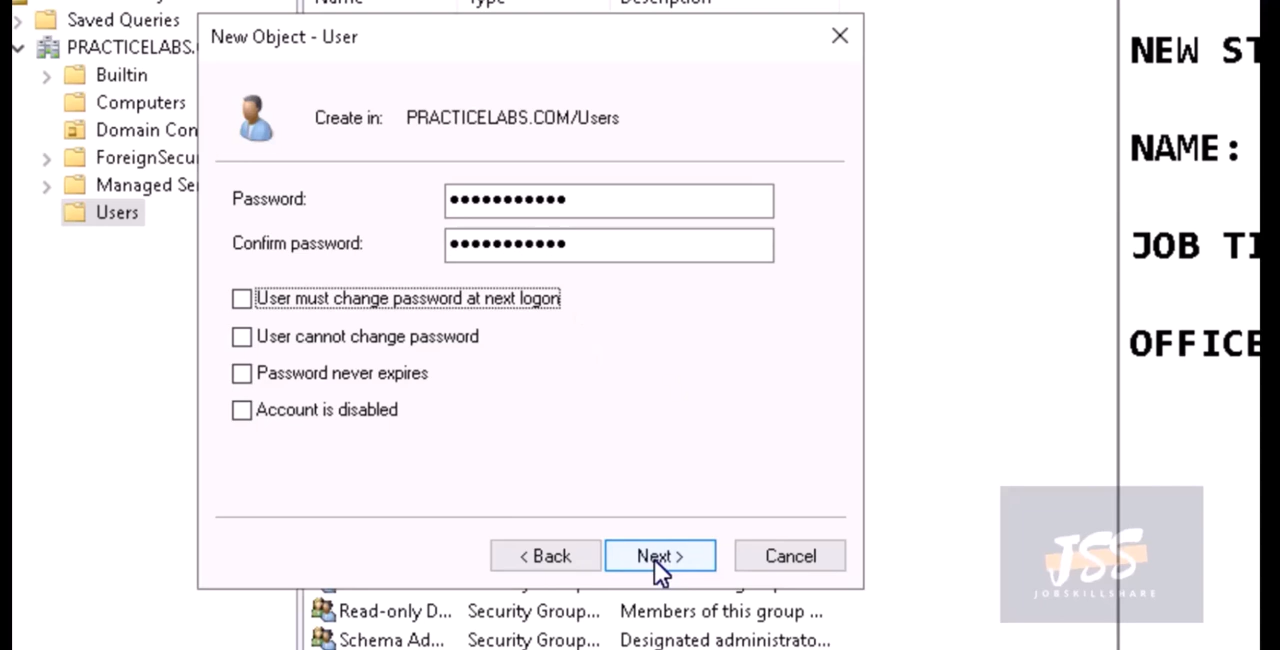 Name Type Description
Saved Queries
PRACTICELABS.
Builtin
Computers
Domain Con
ForeignSecu
Managed Se
Users
New Object - User
Create in: PRACTICELABS.COM/Users
Password: ●●●●●●●●●●●
Confirm password: ●●●●●●●●●●●
User must change password at next logon
User cannot change password
Password never expires
Account is disabled
< Back Next > Cancel
Read-only D... Security Group... Members of this group ...
Schema Ad... Security Group... Designated administrato...
NEW ST
NAME:
JOB TI
OFFICE
JSS
JOBSKILLSHARE